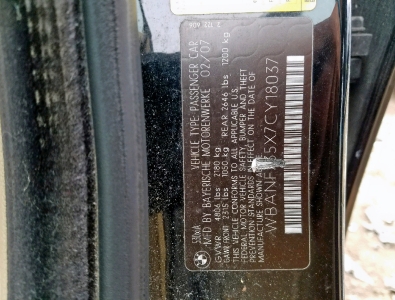 VEHICLE TYPE: PASSENGER CAR
MFD BY BAYERISCHE MOTORENWERKE 02/07
GVWR 4806 lbs 2180 kg
GAWR FRONT 2315 lbs 1050 kg REAR 2646 lbs 1200 kg
THIS VEHICLE CONFORMS TO ALL APPLICABLE U.S.
FEDERAL MOTOR VEHICLE SAFETY, BUMPER AND THEFT
PREVENTION STANDARDS IN EFFECT ON THE DATE OF
MANUFACTURE SHOWN ABOVE.